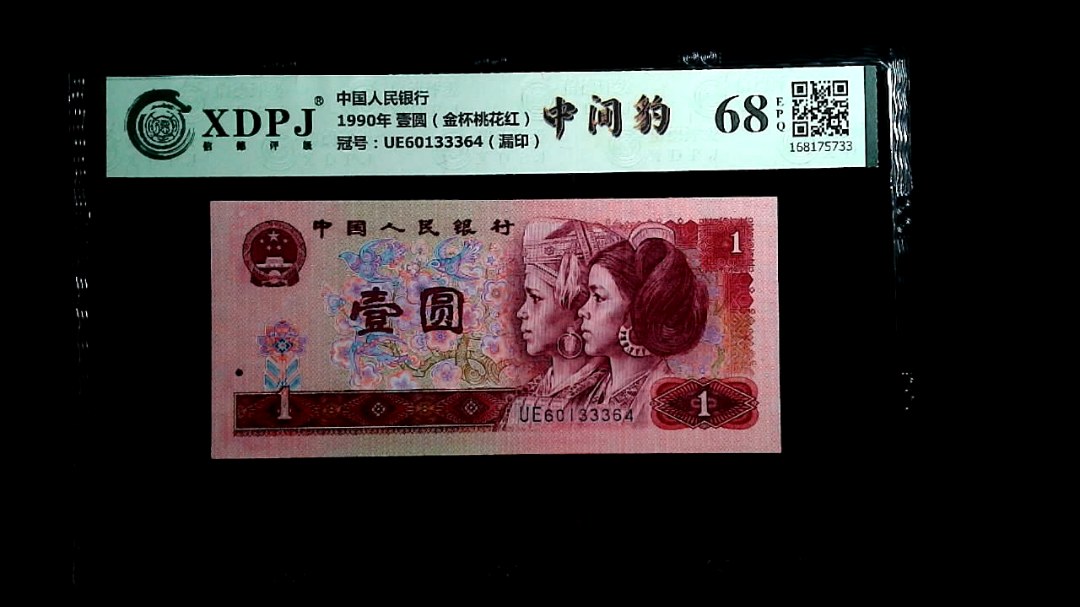 XDPJ®
信邮评级
中国人民银行
1990年 壹圆（金杯桃花红）
冠号：UE60133364（漏印）
中间豹
68
EPQ
168175733
中国人民银行
1
壹圆
1
UE60133364
1